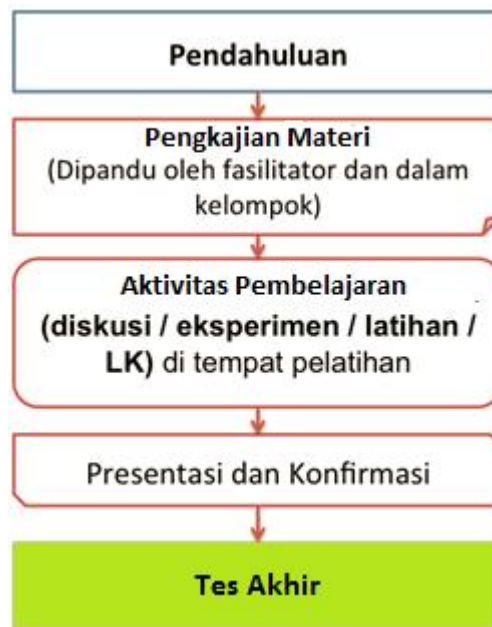 Pendahuluan
Pengkajian Materi
(Dipandu oleh fasilitator dan dalam
kelompok)
Aktivitas Pembelajaran
(diskusi / eksperimen / latihan /
LK) di tempat pelatihan
Presentasi dan Konfirmasi
Tes Akhir